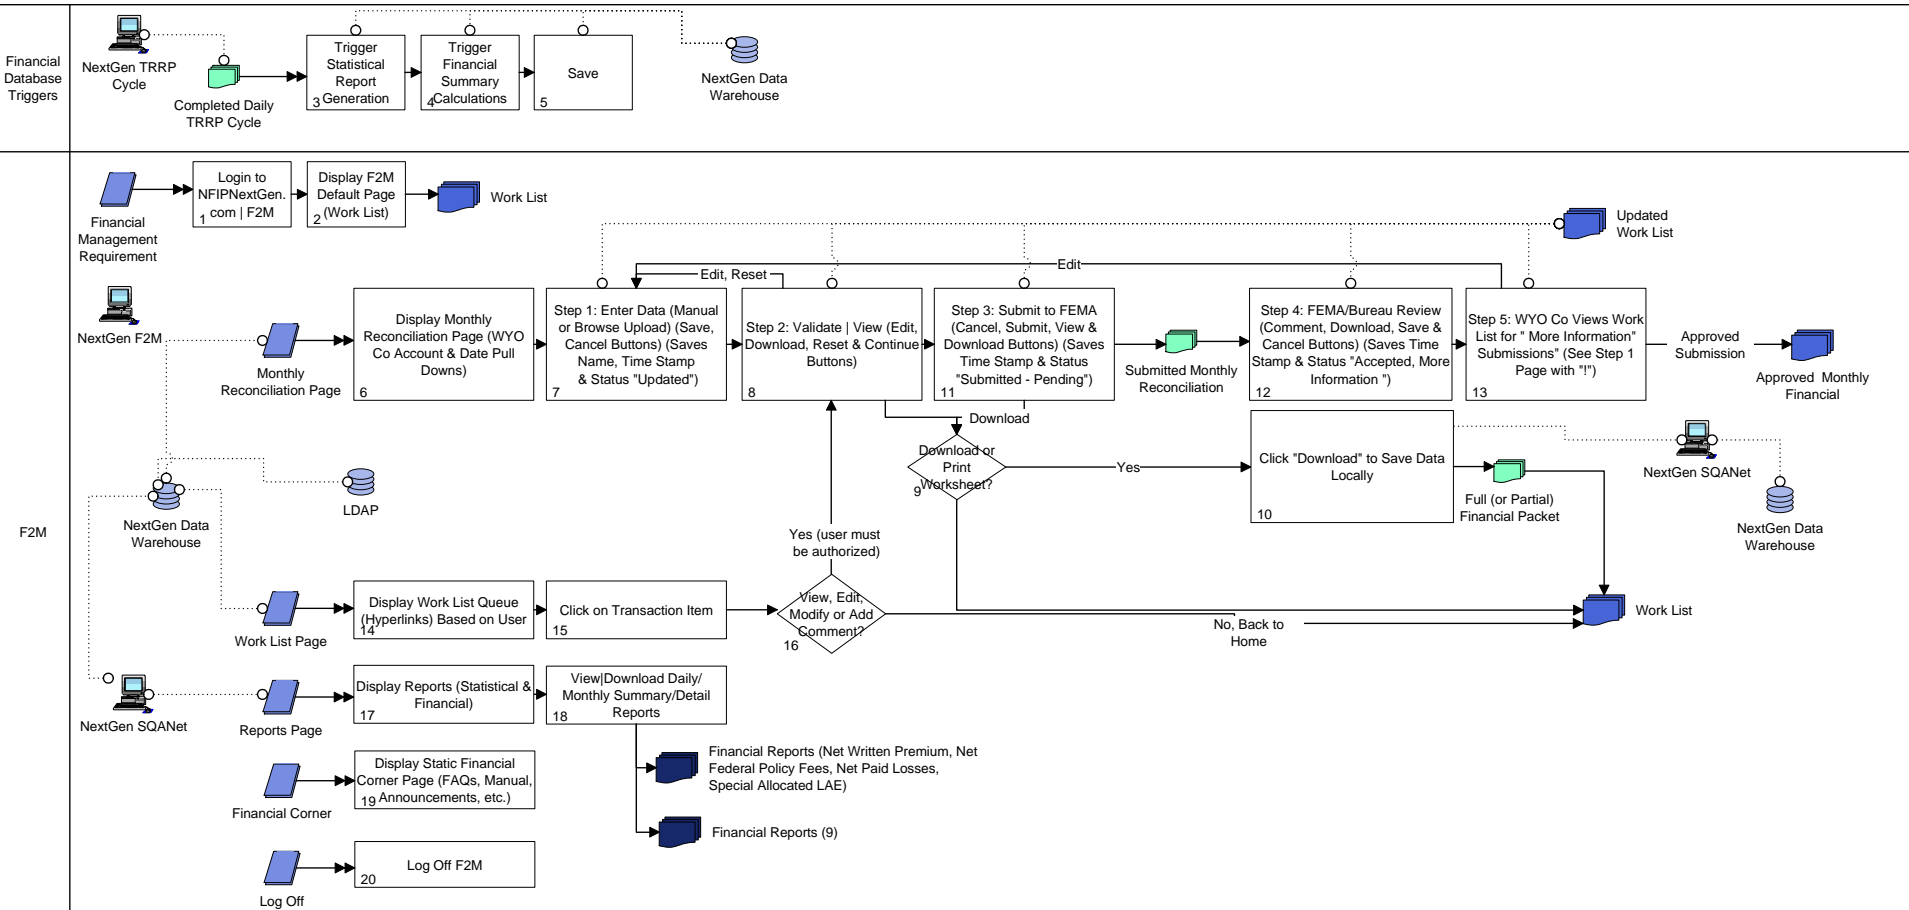 Financial
Database
Triggers
NextGen TRRP
Cycle
Completed Daily
TRRP Cycle
Trigger
Statistical
Report
Generation
3
Trigger
Financial
Summary
Calculations
4
Save
5
NextGen Data
Warehouse
F2M
Financial
Management
Requirement
Login to
NFIPNextGen.
com | F2M
1
Display F2M
Default Page
(Work List)
2
Work List
Updated
Work List
NextGen F2M
Monthly
Reconciliation Page
Display Monthly
Reconciliation Page (WYO
Co Account & Date Pull
Downs)
6
Edit, Reset
Edit
Step 1: Enter Data (Manual
or Browse Upload) (Save,
Cancel Buttons) (Saves
Name, Time Stamp
& Status "Updated")
7
Step 2: Validate | View (Edit,
Download, Reset & Continue
Buttons)
8
Step 3: Submit to FEMA
(Cancel, Submit, View &
Download Buttons) (Saves
Time Stamp & Status
"Submitted - Pending")
11
Submitted Monthly
Reconciliation
Step 4: FEMA/Bureau Review
(Comment, Download, Save &
Cancel Buttons) (Saves Time
Stamp & Status "Accepted, More
Information ")
12
Step 5: WYO Co Views Work
List for " More Information"
Submissions" (See Step 1
Page with "!")
13
Approved
Submission
Approved Monthly
Financial
Download
Download or
Print
Worksheet?
9
Yes
Click "Download" to Save Data
Locally
10
Full (or Partial)
Financial Packet
NextGen SQANet
NextGen Data
Warehouse
NextGen Data
Warehouse
LDAP
Yes (user must
be authorized)
Work List Page
Display Work List Queue
(Hyperlinks) Based on User
14
Click on Transaction Item
15
View, Edit,
Modify or Add
Comment?
16
No, Back to
Home
Work List
NextGen SQANet
Reports Page
Display Reports (Statistical &
Financial)
17
View|Download Daily/
Monthly Summary/Detail
Reports
18
Financial Reports (Net Written Premium, Net
Federal Policy Fees, Net Paid Losses,
Special Allocated LAE)
Financial Corner
Display Static Financial
Corner Page (FAQs, Manual,
Announcements, etc.)
19
Financial Reports (9)
Log Off
Log Off F2M
20